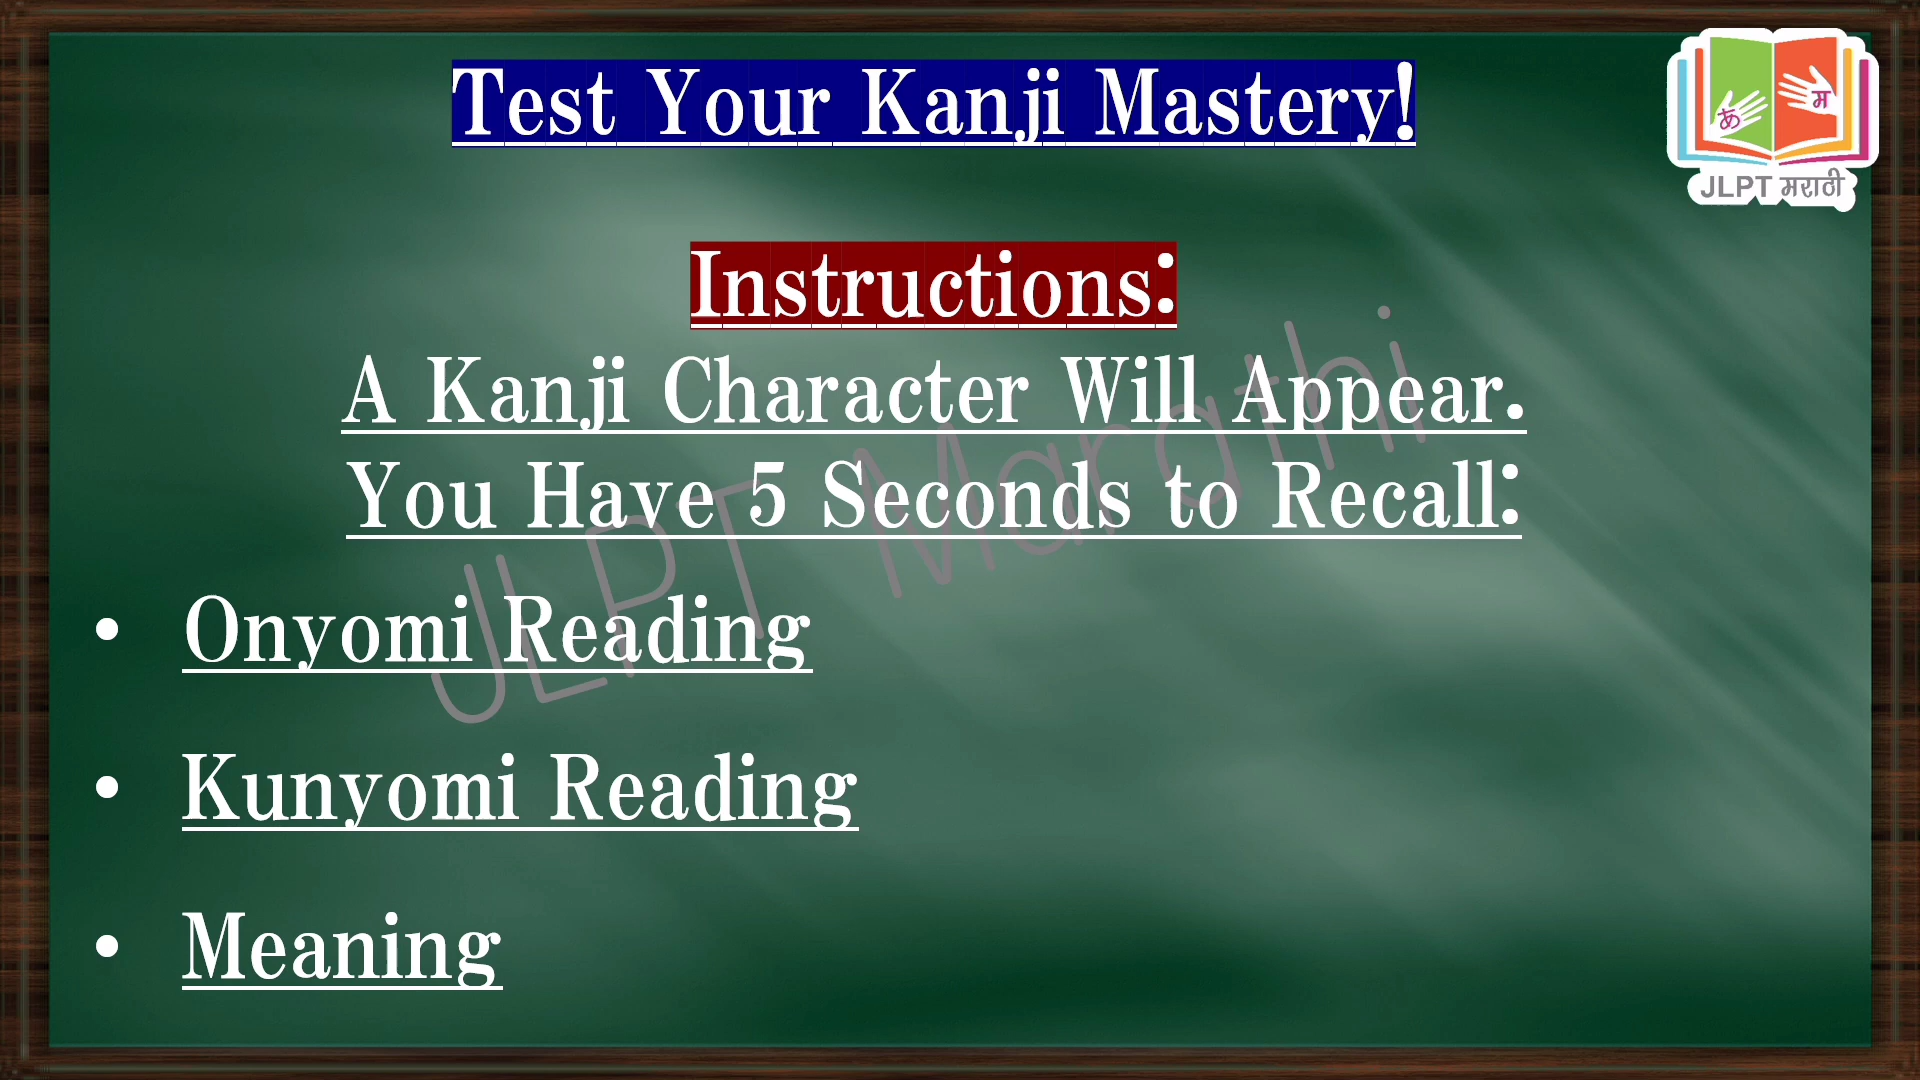 Test Your Kanji Mastery!
あ
म
JLPT मराठी
Instructions:
A Kanji Character Will Appear.
You Have 5 Seconds to Recall:
JLPT Marathi
• Onyomi Reading
• Kunyomi Reading
• Meaning